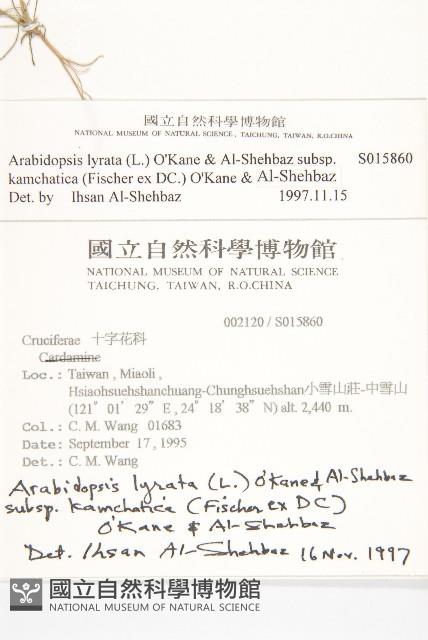 國立自然科學博物館
NATIONAL MUSEUM OF NATURAL SCIENCE, TAICHUNG, TAIWAN, R.O.CHINA
Arabidopsis lyrata (L.) O'Kane & Al-Shehbaz subsp. S015860
kamchatica (Fischer ex DC.) O'Kane & Al-Shehbaz
Det. by Ihsan Al-Shehbaz 1997.11.15
國立自然科學博物館
NATIONAL MUSEUM OF NATURAL SCIENCE
TAICHUNG, TAIWAN, R.O.CHINA
002120 / S015860
Cruciferae 十字花科
Cardamine
Loc.: Taiwan, Miaoli,
Hsiaohsuehshanchuang-Chunghsuehshan小雪山莊-中雪山
(121° 01' 29" E, 24° 18' 38" N) alt. 2,440 m.
Col.: C. M. Wang 01683
Date: September 17, 1995
Det.: C. M. Wang
Arabidopsis lyrata (L.) O'Kane & Al-Shehbaz
subsp. kamchatica (Fischer ex DC)
O'Kane & Al-Shehbaz
Det. Ihsan Al-Shehbaz 16 Nov. 1997
國立自然科學博物館
NATIONAL MUSEUM OF NATURAL SCIENCE